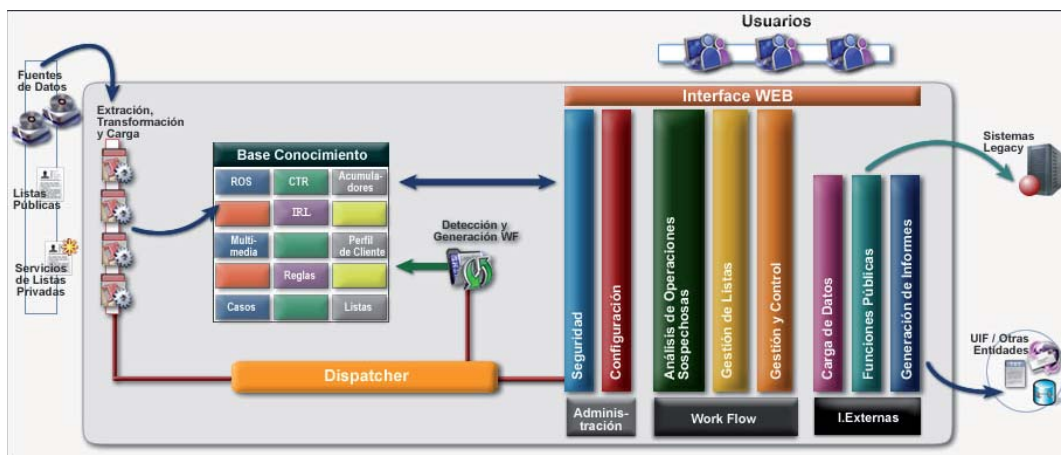 Usuarios
Fuentes
de Datos
Extración,
Transformación
y Carga
Listas
Públicas
Servicios
de Listas
Privadas
Base Conocimiento
ROS
CTR
Acumula-
dores
IRL
Multi-
media
Perfil
de Cliente
Reglas
Casos
Listas
Detección y
Generación WF
Dispatcher
Interface WEB
Seguridad
Configuración
Análisis de Operaciones
Sospechosas
Gestión de Listas
Gestión y Control
Carga de Datos
Funciones Públicas
Generación de Informes
Adminis-
tración
Work Flow
I.Externas
Sistemas
Legacy
UIF / Otras
Entidades